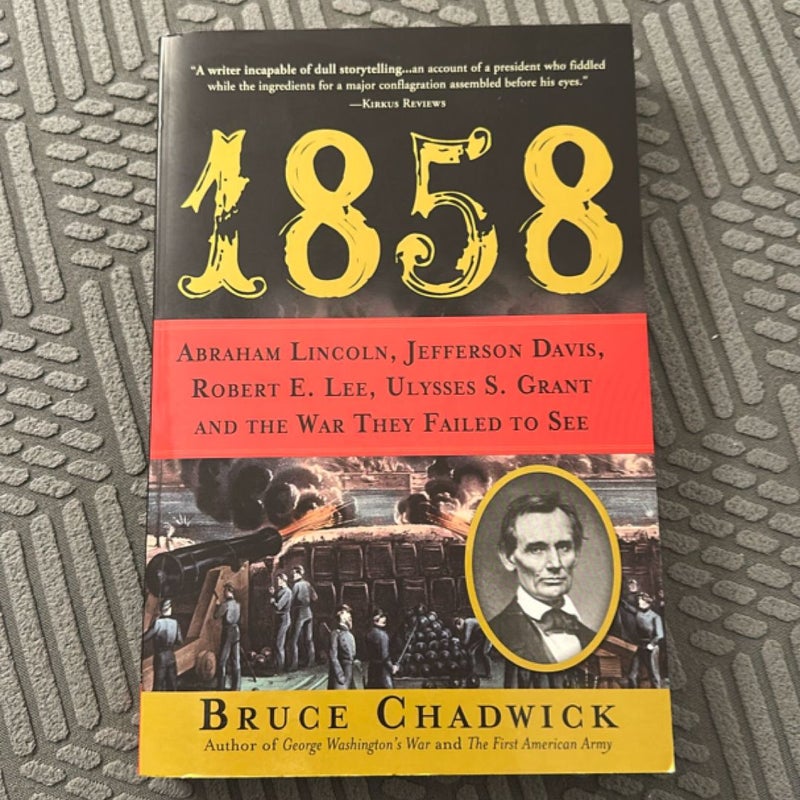 "A writer incapable of dull storytelling...an account of a president who fiddled
while the ingredients for a major conflagration assembled before his eyes."
—Kirkus Reviews
1858
Abraham Lincoln, Jefferson Davis,
Robert E. Lee, Ulysses S. Grant
and the War They Failed to See
Bruce Chadwick
Author of George Washington's War and The First American Army